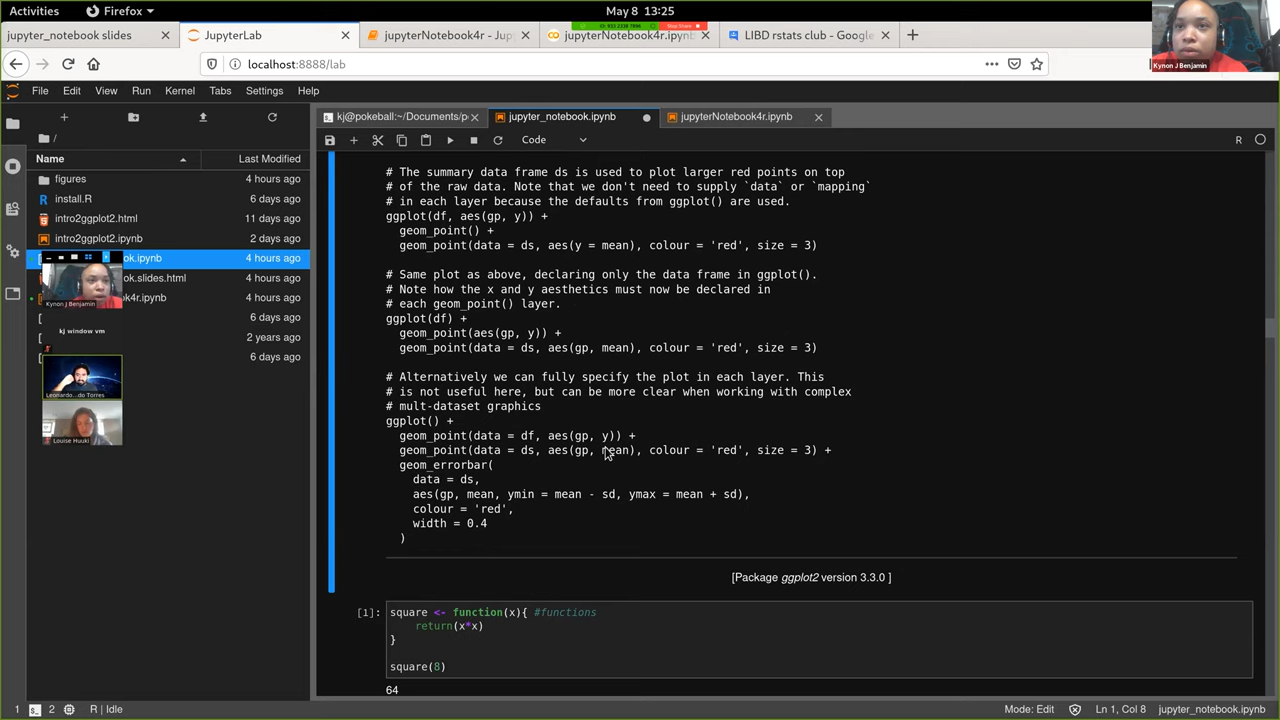 Activities
Firefox
May 8 13:25
jupyter_notebook slides
JupyterLab
jupyterNotebook4r - Jup
jupyterNotebook4r.ipynb
LIBD rstats club - Google
Stop Share
Kynon J Benjamin
localhost:8888/lab
File Edit View Run Kernel Tabs Settings Help
kj@pokeball:~/Documents/p
jupyter_notebook.ipynb
jupyterNotebook4r.ipynb
Code
R
/
Name
Last Modified
figures 4 hours ago
install.R 6 days ago
intro2ggplot2.html 11 days ago
intro2ggplot2.ipynb 2 days ago
ok.ipynb 4 hours ago
ok.slides.html 4 hours ago
k4r.ipynb 4 hours ago
6 days ago
2 years ago
6 days ago
Kynon J Benjamin
kj window vm
Leonardo...do Torres
Louise Huuki
# The summary data frame ds is used to plot larger red points on top
# of the raw data. Note that we don't need to supply `data` or `mapping`
# in each layer because the defaults from ggplot() are used.
ggplot(df, aes(gp, y)) +
geom_point() +
geom_point(data = ds, aes(y = mean), colour = 'red', size = 3)
# Same plot as above, declaring only the data frame in ggplot().
# Note how the x and y aesthetics must now be declared in
# each geom_point() layer.
ggplot(df) +
geom_point(aes(gp, y)) +
geom_point(data = ds, aes(gp, mean), colour = 'red', size = 3)
# Alternatively we can fully specify the plot in each layer. This
# is not useful here, but can be more clear when working with complex
# mult-dataset graphics
ggplot() +
geom_point(data = df, aes(gp, y)) +
geom_point(data = ds, aes(gp, mean), colour = 'red', size = 3) +
geom_errorbar(
data = ds,
aes(gp, mean, ymin = mean - sd, ymax = mean + sd),
colour = 'red',
width = 0.4
)
[Package ggplot2 version 3.3.0 ]
[1]:
square <- function(x){ #functions
return(x*x)
}
square(8)
64
1
2
R | Idle
Mode: Edit
Ln 1, Col 8
jupyter_notebook.ipynb